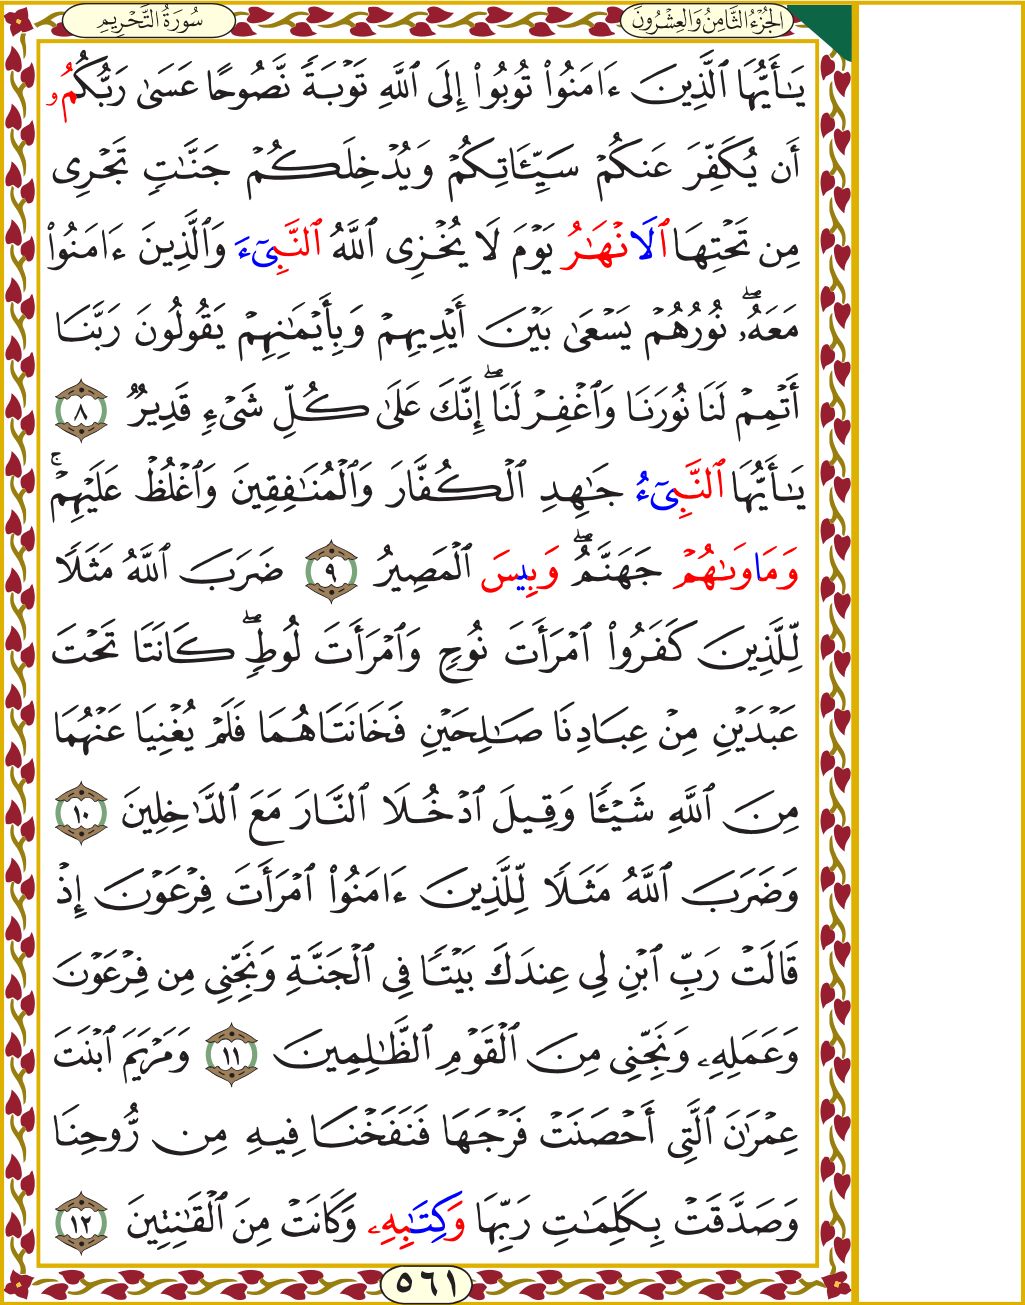 الجُزْءُ الثَّامِنُ وَالعِشْرُونَ
سُورَةُ التَّحْرِيمِ
يَـٰٓأَيُّهَا ٱلَّذِينَ ءَامَنُواْ تُوبُوٓاْ إِلَى ٱللَّهِ تَوْبَةً نَّصُوحًا عَسَىٰ رَبُّكُمُو
أَن يُكَفِّرَ عَنكُمْ سَيِّـَٔاتِكُمْ وَيُدْخِلَكُمْ جَنَّـٰتٍ تَجْرِى
مِن تَحْتِهَا ٱلَانْهَـٰرُ يَوْمَ لَا يُخْزِى ٱللَّهُ ٱلنَّبِىٓءَ وَٱلَّذِينَ ءَامَنُواْ
مَعَهُۥۖ نُورُهُمْ يَسْعَىٰ بَيْنَ أَيْدِيهِمْ وَبِأَيْمَـٰنِهِمْ يَقُولُونَ رَبَّنَا
أَتْمِمْ لَنَا نُورَنَا وَٱغْفِرْ لَنَآۖ إِنَّكَ عَلَىٰ كُلِّ شَىْءٍ قَدِيرٌ ٨
يَـٰٓأَيُّهَا ٱلنَّبِىٓءُ جَـٰهِدِ ٱلْكُفَّارَ وَٱلْمُنَـٰفِقِينَ وَٱغْلُظْ عَلَيْهِمْۚ
وَمَاوَىٰهُمْ جَهَنَّمُۖ وَبِيسَ ٱلْمَصِيرُ ٩ ضَرَبَ ٱللَّهُ مَثَلًا
لِّلَّذِينَ كَفَرُواْ ٱمْرَأَتَ نُوحٍ وَٱمْرَأَتَ لُوطٍۖ كَانَتَا تَحْتَ
عَبْدَيْنِ مِنْ عِبَادِنَا صَـٰلِحَيْنِ فَخَانَتَاهُمَا فَلَمْ يُغْنِيَا عَنْهُمَا
مِنَ ٱللَّهِ شَيْـًٔا وَقِيلَ ٱدْخُلَا ٱلنَّارَ مَعَ ٱلدَّٰخِلِينَ ١٠
وَضَرَبَ ٱللَّهُ مَثَلًا لِّلَّذِينَ ءَامَنُواْ ٱمْرَأَتَ فِرْعَوْنَ إِذْ
قَالَتْ رَبِّ ٱبْنِ لِى عِندَكَ بَيْتًا فِى ٱلْجَنَّةِ وَنَجِّنِى مِن فِرْعَوْنَ
وَعَمَلِهِۦ وَنَجِّنِى مِنَ ٱلْقَوْمِ ٱلظَّـٰلِمِينَ ١١ وَمَرْيَمَ ٱبْنَتَ
عِمْرَٰنَ ٱلَّتِىٓ أَحْصَنَتْ فَرْجَهَا فَنَفَخْنَا فِيهِ مِن رُّوحِنَا
وَصَدَّقَتْ بِكَلِمَـٰتِ رَبِّهَا وَكِتَـٰبِهِۦ وَكَانَتْ مِنَ ٱلْقَـٰنِتِينَ ١٢
٥٦١